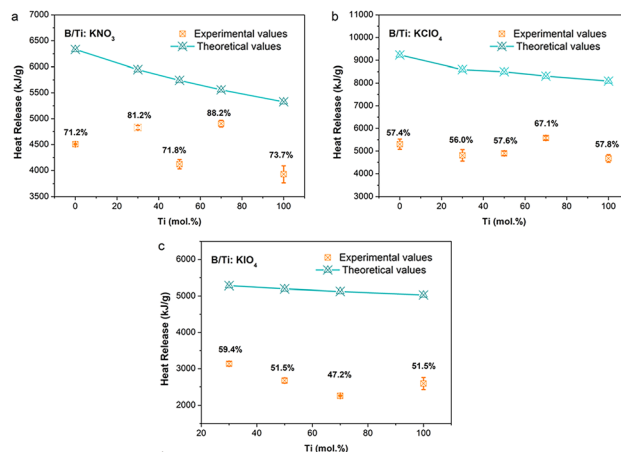 a
B/Ti: KNO3
Experimental values
Theoretical values
Heat Release (kJ/g)
7000
6500
6000
5500
5000
4500
4000
3500
71.2%
81.2%
71.8%
88.2%
73.7%
0
20
40
60
80
100
Ti (mol.%)
b
B/Ti: KClO4
Experimental values
Theoretical values
Heat Release (kJ/g)
11000
10000
9000
8000
7000
6000
5000
4000
3000
57.4%
56.0%
57.6%
67.1%
57.8%
0
20
40
60
80
100
Ti (mol.%)
c
B/Ti: KIO4
Experimental values
Theoretical values
Heat Release (kJ/g)
6000
5000
4000
3000
2000
59.4%
51.5%
47.2%
51.5%
20
40
60
80
100
Ti (mol.%)